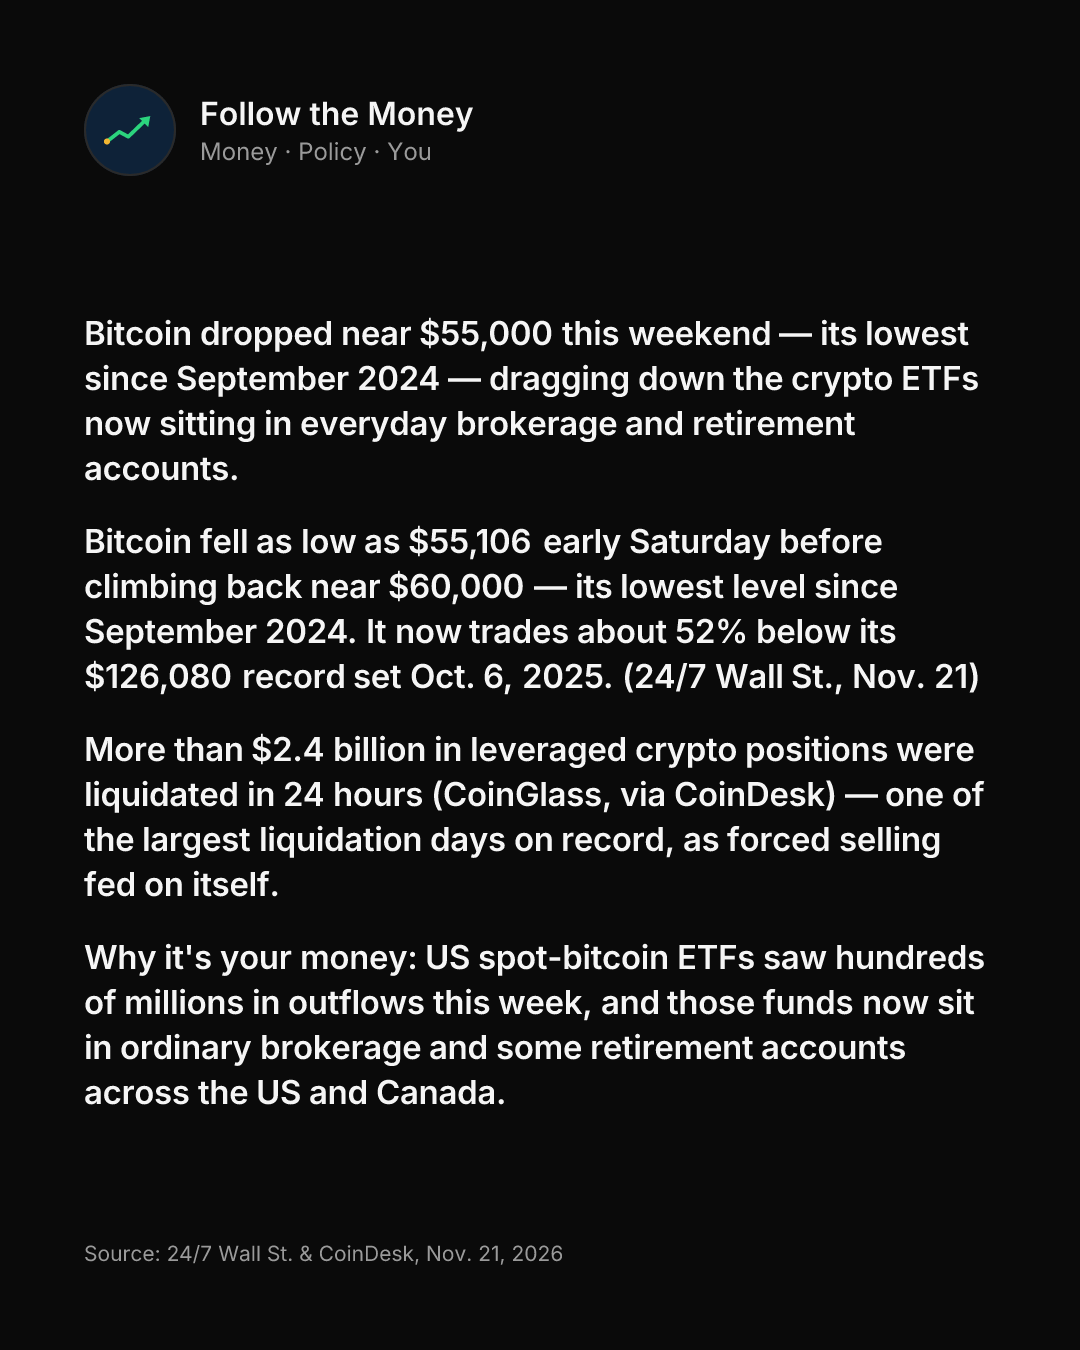 Follow the Money
Money · Policy · You
Bitcoin dropped near $55,000 this weekend — its lowest
since September 2024 — dragging down the crypto ETFs
now sitting in everyday brokerage and retirement
accounts.
Bitcoin fell as low as $55,106 early Saturday before
climbing back near $60,000 — its lowest level since
September 2024. It now trades about 52% below its
$126,080 record set Oct. 6, 2025. (24/7 Wall St., Nov. 21)
More than $2.4 billion in leveraged crypto positions were
liquidated in 24 hours (CoinGlass, via CoinDesk) — one of
the largest liquidation days on record, as forced selling
fed on itself.
Why it's your money: US spot-bitcoin ETFs saw hundreds
of millions in outflows this week, and those funds now sit
in ordinary brokerage and some retirement accounts
across the US and Canada.
Source: 24/7 Wall St. & CoinDesk, Nov. 21, 2026